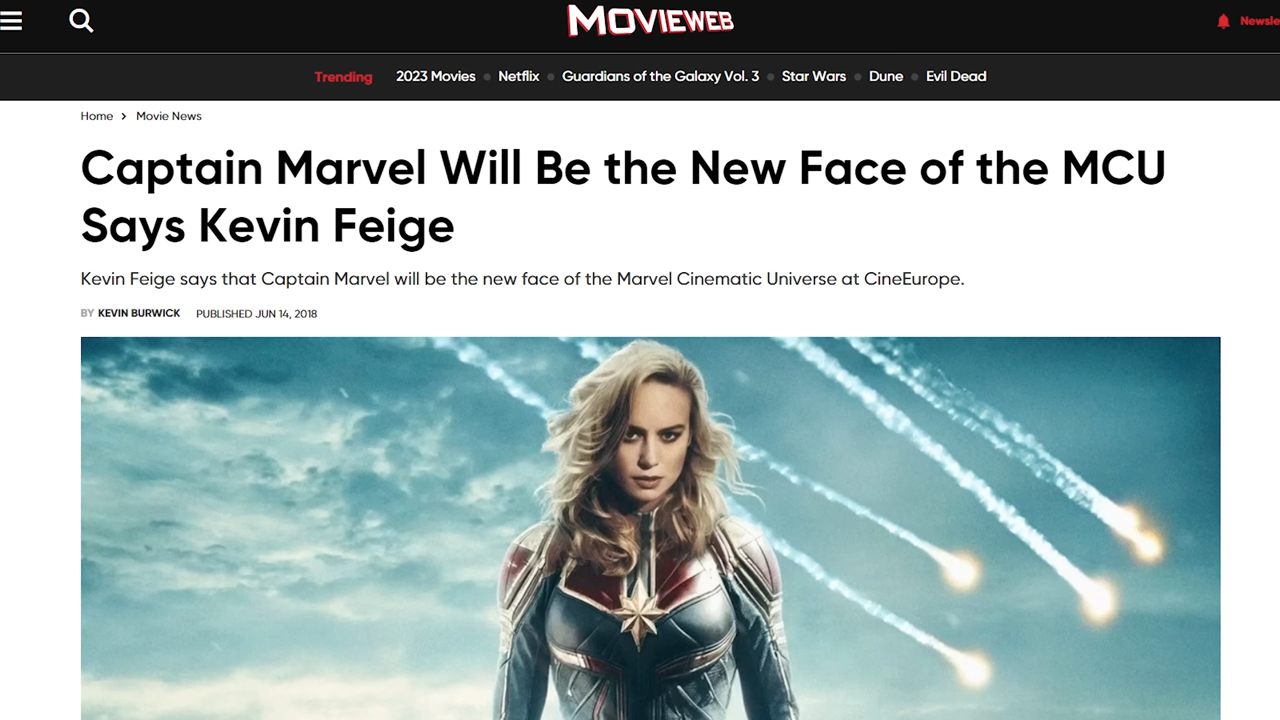 MOVIEWEB
Trending 2023 Movies Netflix Guardians of the Galaxy Vol. 3 Star Wars Dune Evil Dead
Home > Movie News
Captain Marvel Will Be the New Face of the MCU
Says Kevin Feige
Kevin Feige says that Captain Marvel will be the new face of the Marvel Cinematic Universe at CineEurope.
BY KEVIN BURWICK PUBLISHED JUN 14, 2018